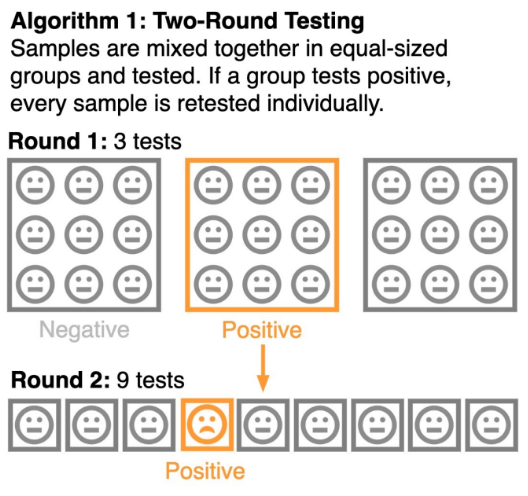 Algorithm 1: Two-Round Testing
Samples are mixed together in equal-sized
groups and tested. If a group tests positive,
every sample is retested individually.
Round 1: 3 tests
Negative
Positive
Round 2: 9 tests
Positive